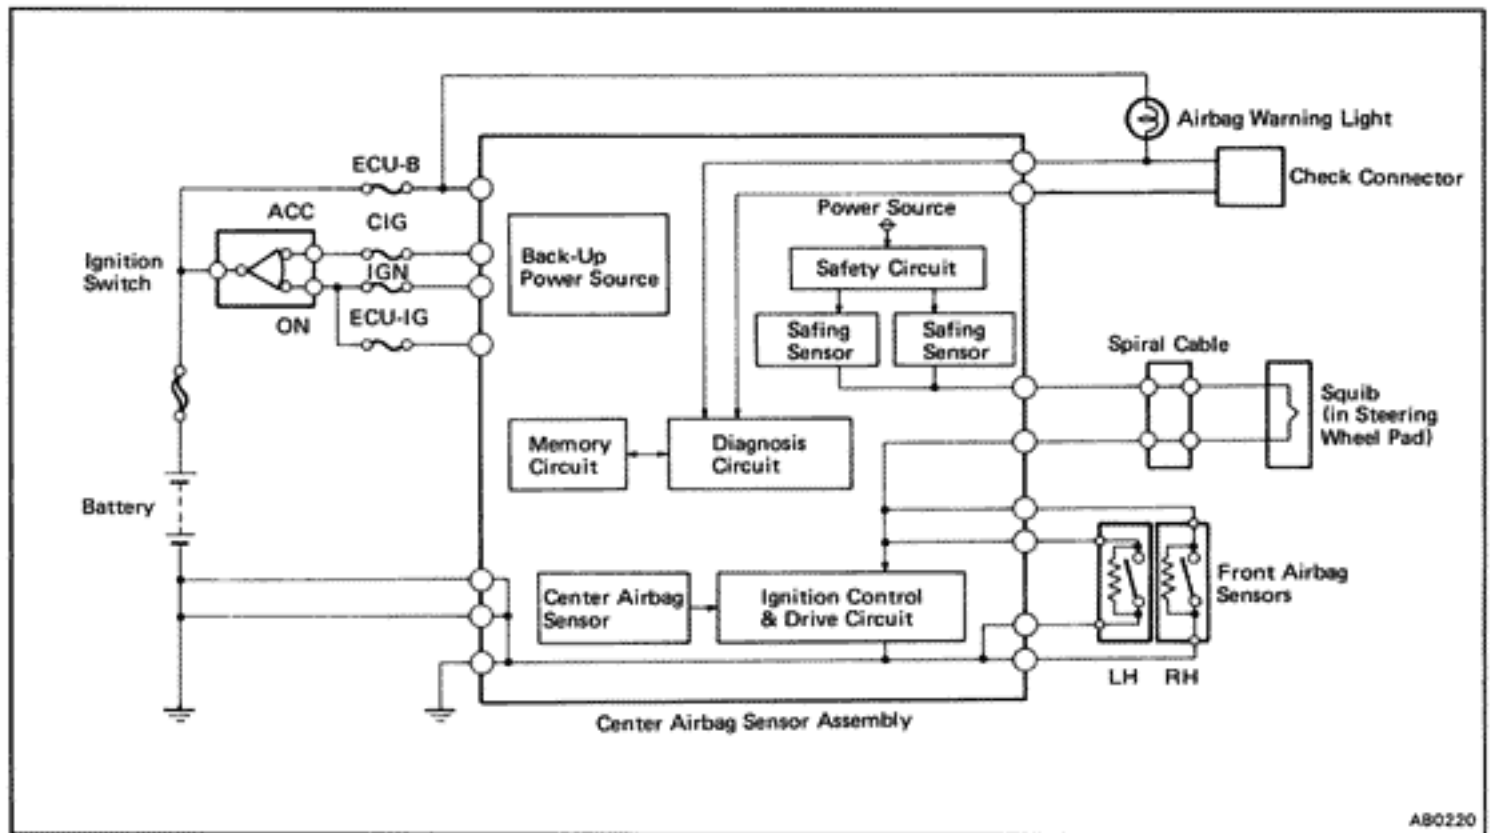 Airbag Warning Light
ECU-B
Check Connector
ACC
CIG
Power Source
Ignition
Switch
IGN
Back-Up
Power Source
Safety Circuit
ON
ECU-IG
Safing
Sensor
Safing
Sensor
Spiral Cable
Squib
(in Steering
Wheel Pad)
Memory
Circuit
Diagnosis
Circuit
Battery
Center Airbag
Sensor
Ignition Control
& Drive Circuit
Front Airbag
Sensors
LH
RH
Center Airbag Sensor Assembly
AB0220